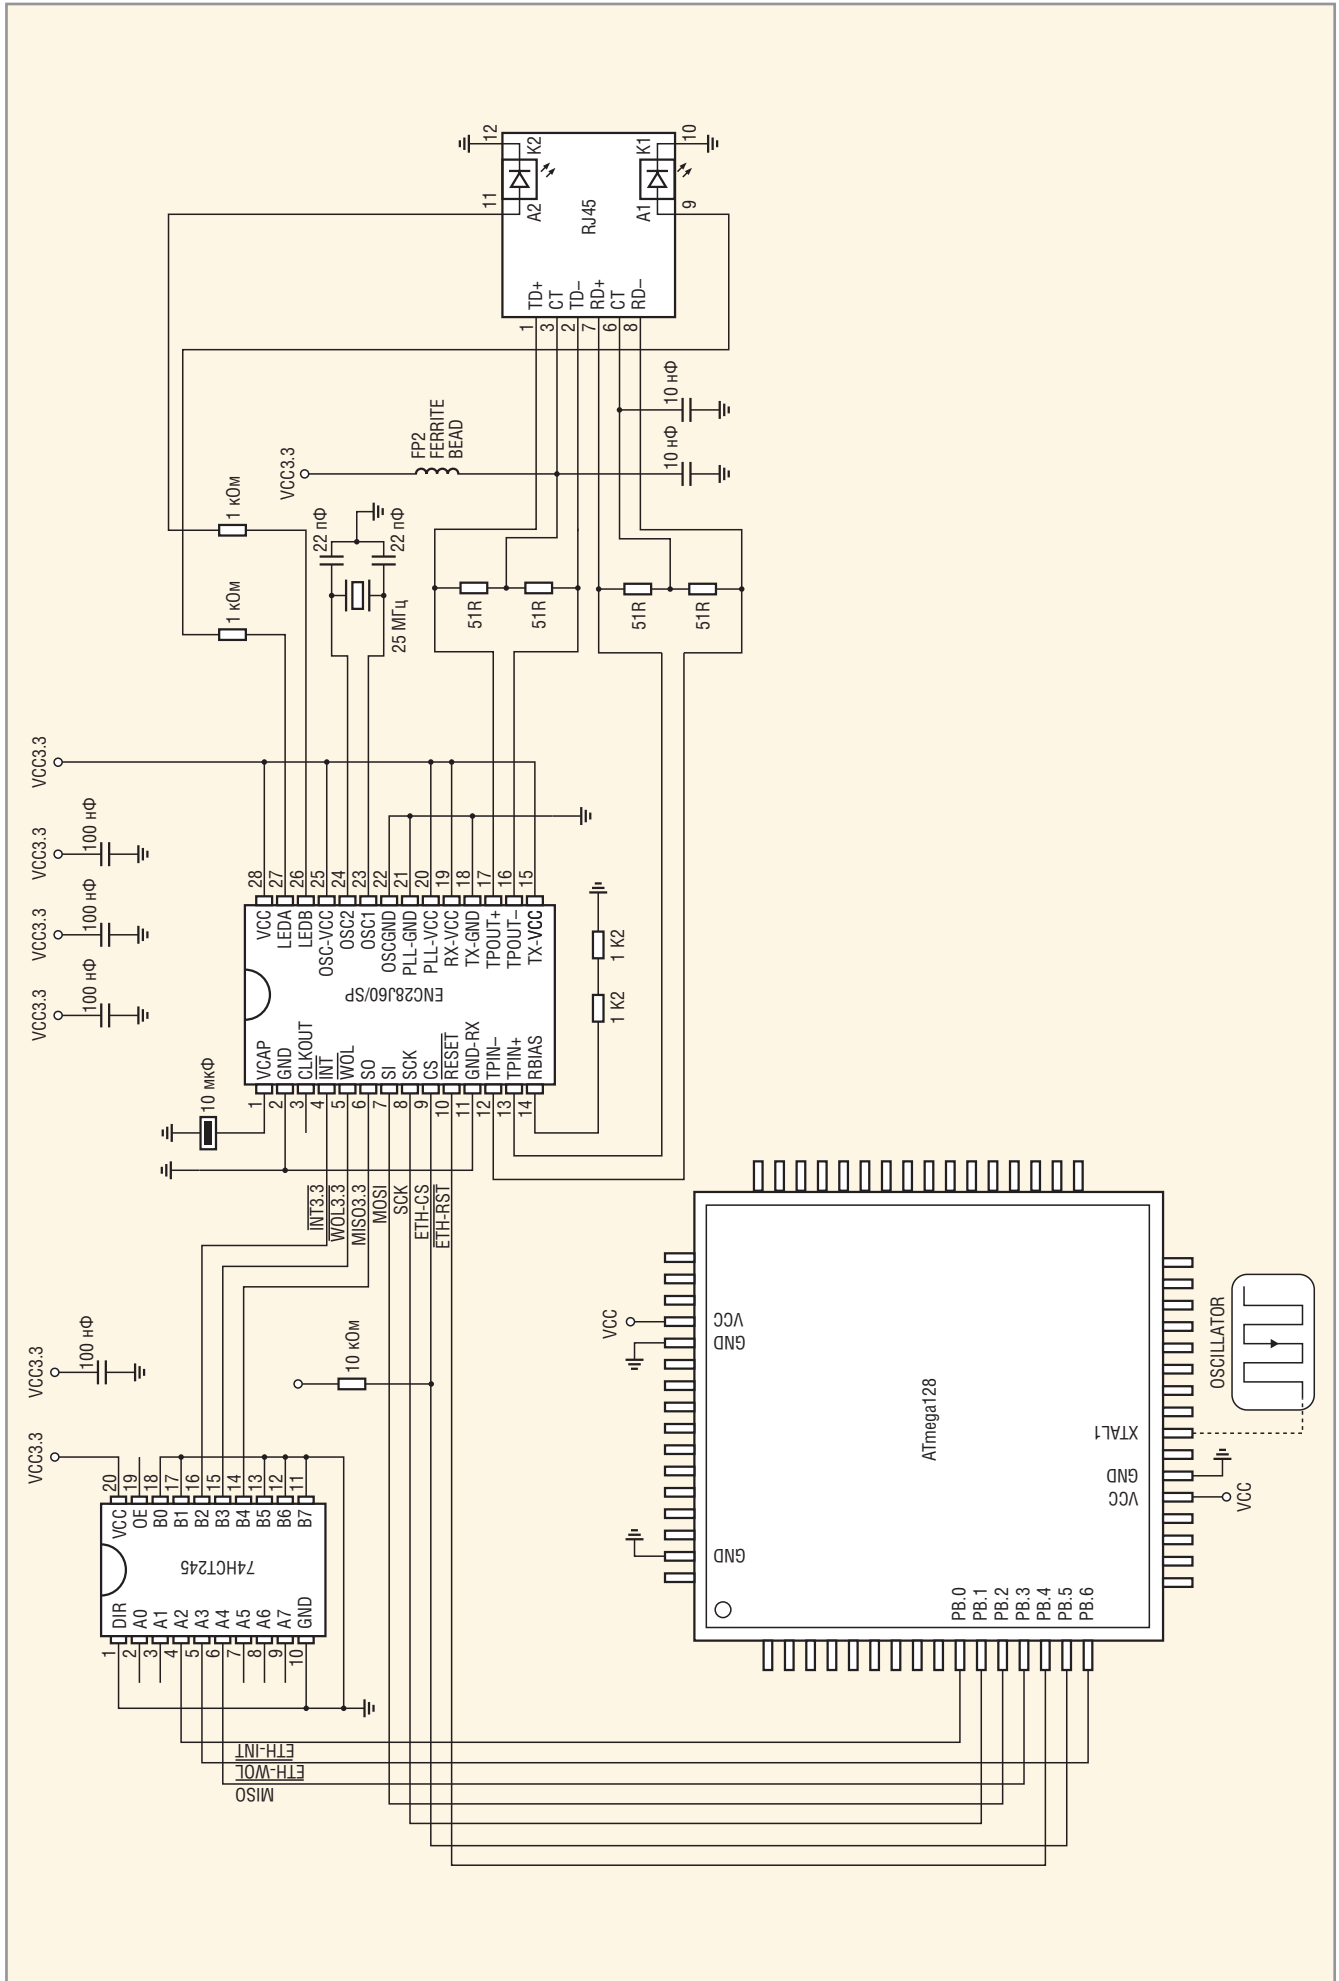 12
K2
11
A2
10
K1
9
A1
RJ45
TD+
CT
TD–
RD+
CT
RD–
1
3
2
7
6
8
10 нФ
10 нФ
FP2
FERRITE
BEAD
VCC3.3
1 кОм
1 кОм
22 пФ
22 пФ
25 МГц
51R
51R
51R
51R
VCC3.3
VCC3.3
100 нФ
VCC3.3
100 нФ
VCC3.3
100 нФ
28
27
26
25
24
23
22
21
20
19
18
17
16
15
VCC
LEDA
LEDB
OSC-VCC
OSC2
OSC1
OSCGND
PLL-GND
PLL-VCC
RX-VCC
TX-GND
TPOUT+
TPOUT–
TX-VCC
ENC28J60/SP
VCAP
GND
CLKOUT
INT
WOL
SO
SI
SCK
CS
RESET
GND-RX
TPIN–
TPIN+
RBIAS
1
2
3
4
5
6
7
8
9
10
11
12
13
14
1 K2
1 K2
10 мкФ
INT3.3
WOL3.3
MISO3.3
MOSI
SCK
ETH-CS
ETH-RST
VCC3.3
100 нФ
10 кОм
VCC3.3
20
19
18
17
16
15
14
13
12
11
VCC
OE
B0
B1
B2
B3
B4
B5
B6
B7
74HCT245
DIR
A0
A1
A2
A3
A4
A5
A6
A7
GND
1
2
3
4
5
6
7
8
9
10
ETH-INT
ETH-WOL
MISO
VCC
VCC
GND
GND
ATmega128
XTAL1
GND
VCC
VCC
OSCILLATOR
PB.0
PB.1
PB.2
PB.3
PB.4
PB.5
PB.6